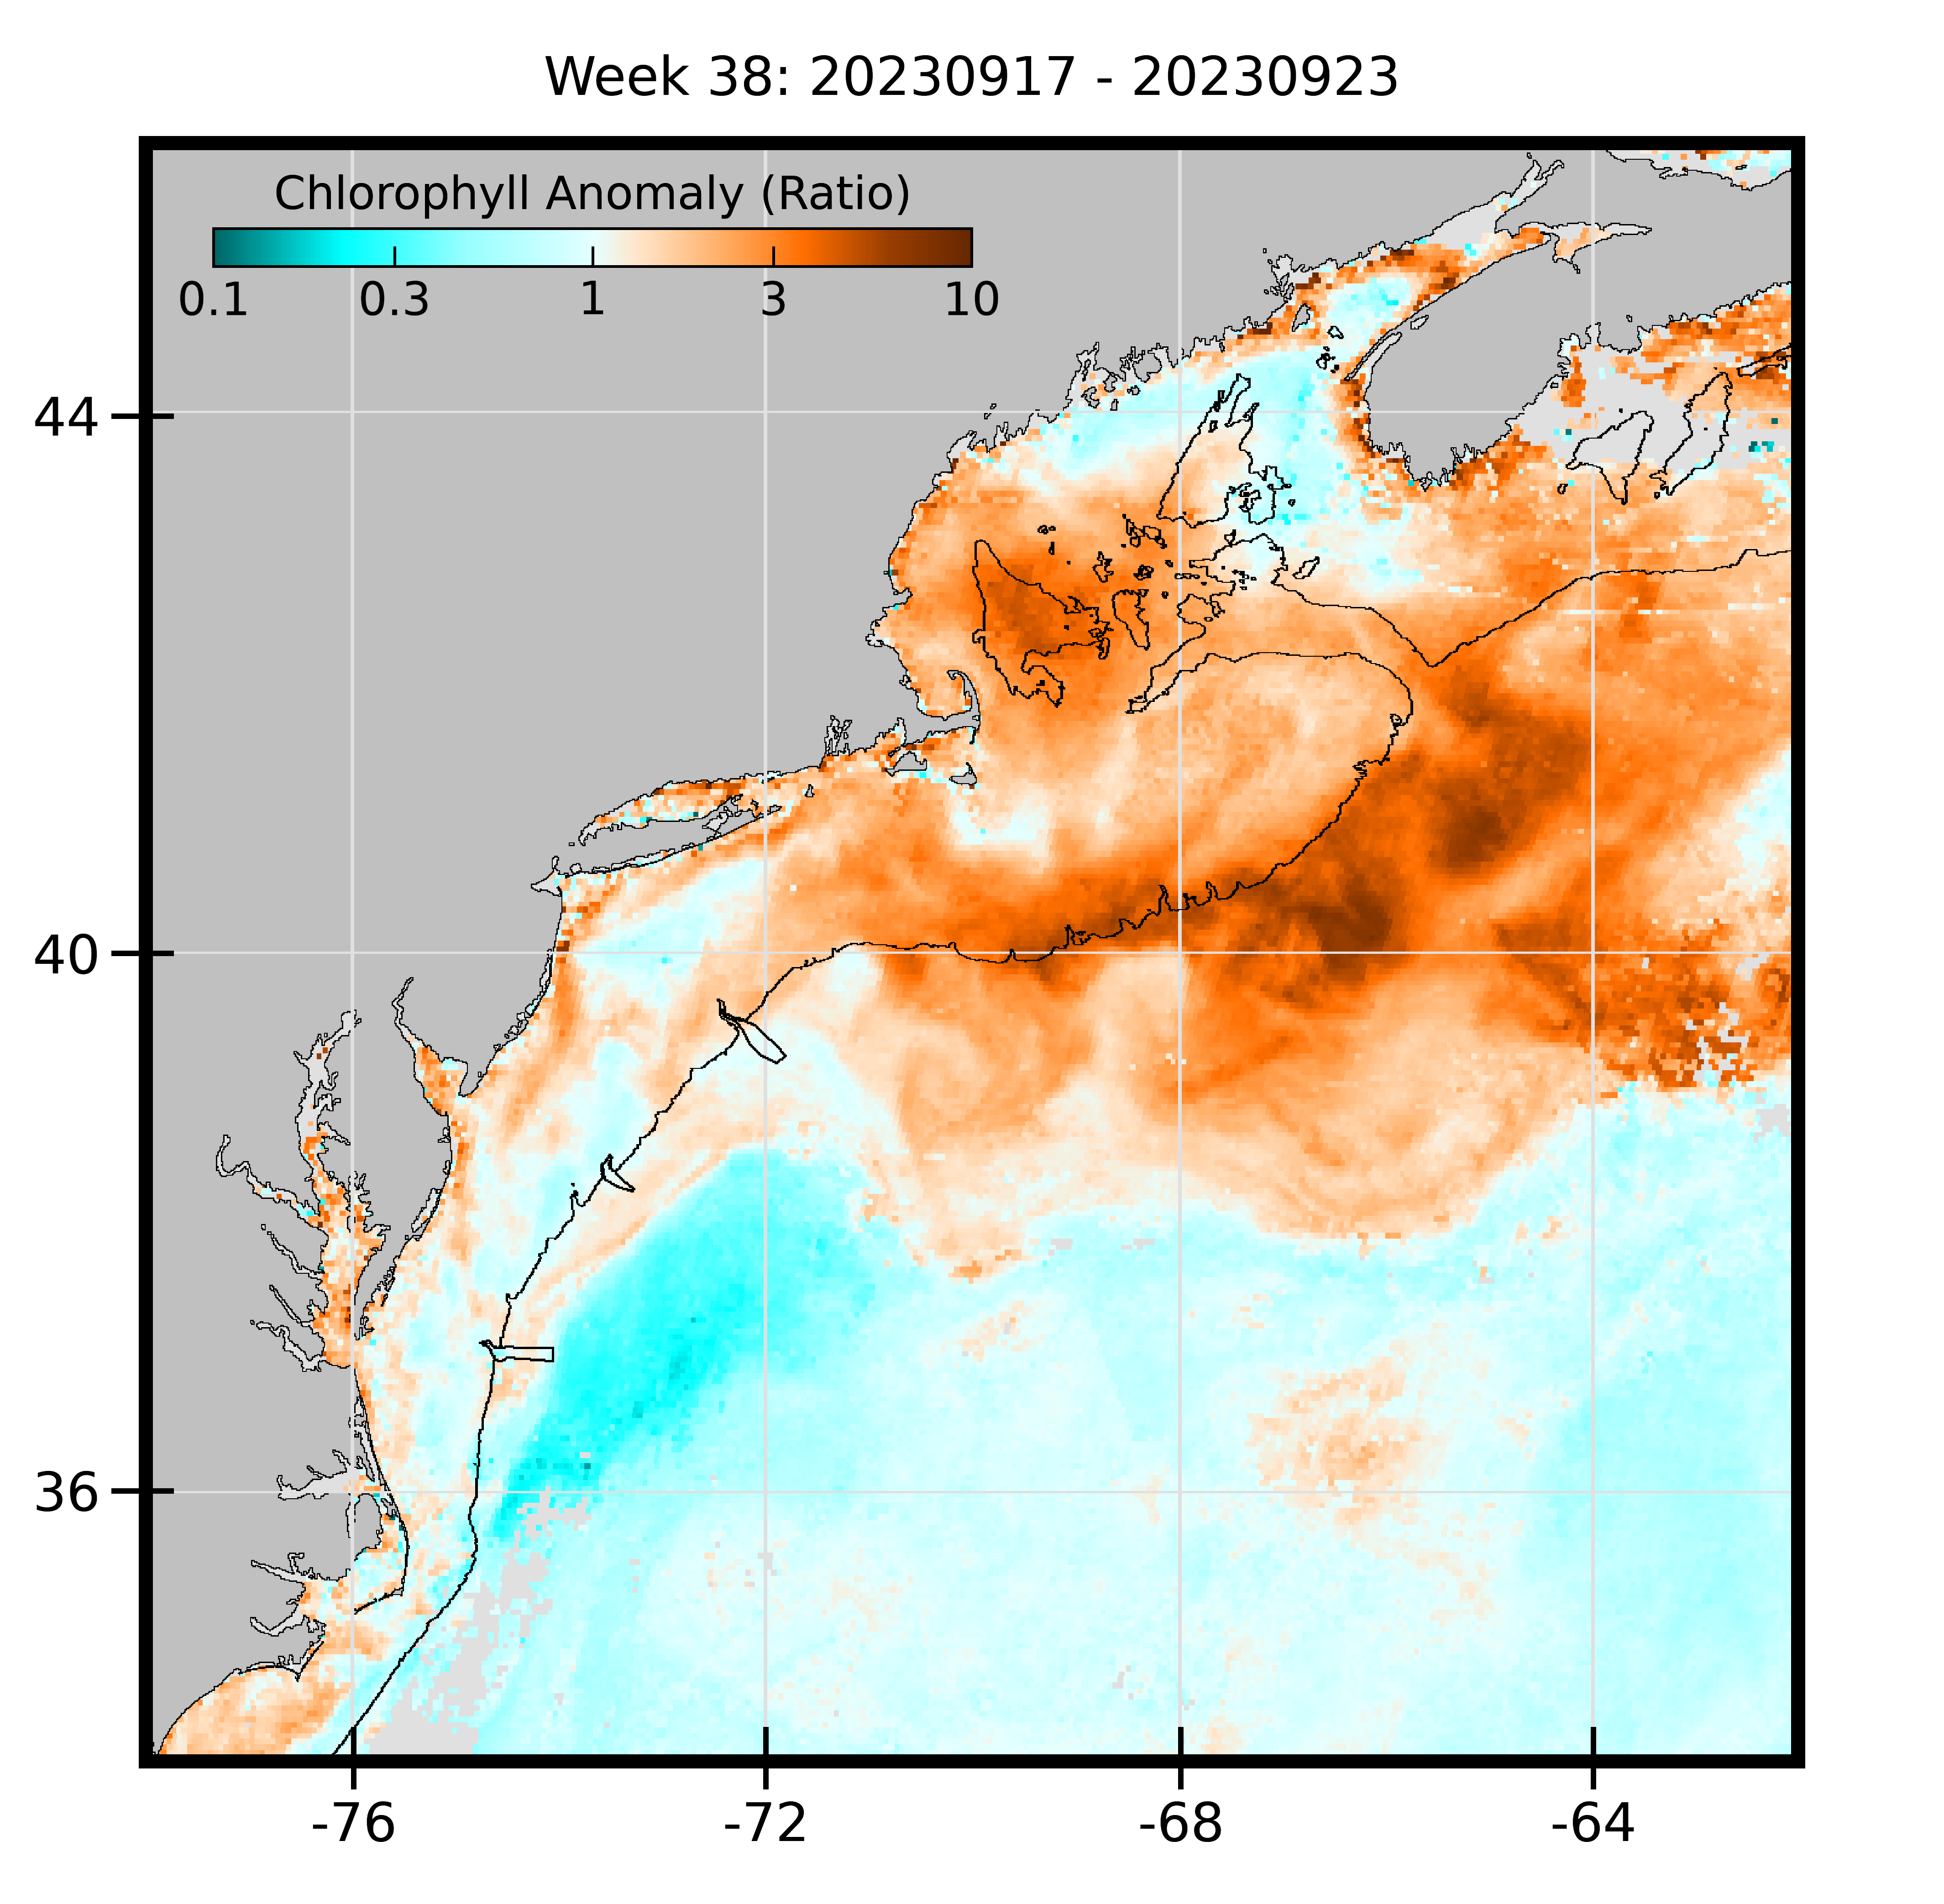 Week 38: 20230917 - 20230923
Chlorophyll Anomaly (Ratio)
0.1 0.3 1 3 10
44
40
36
-76 -72 -68 -64